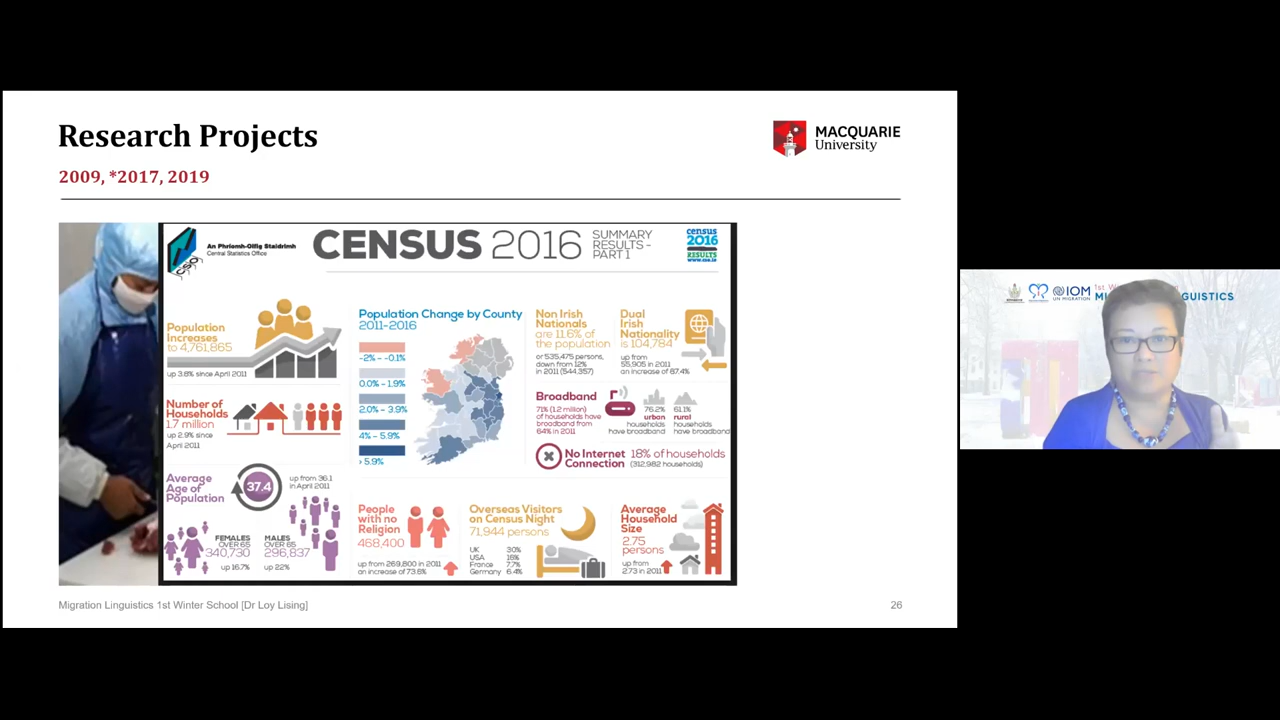 Research Projects
2009, *2017, 2019
MACQUARIE
University
CSO
An Phríomh-Oifig Staidrimh
Central Statistics Office
CENSUS 2016
SUMMARY
RESULTS -
PART 1
census
2016
RESULTS
www.cso.ie
Population
Increases
to 4,761,865
up 3.8% since April 2011
Number of
Households
1.7 million
up 2.9% since
April 2011
Average
Age of
Population
37.4
up from 36.1
in April 2011
FEMALES
OVER 65
340,730
up 16.7%
MALES
OVER 65
296,837
up 22%
Population Change by County
2011-2016
-2% - -0.1%
0.0% - 1.9%
2.0% - 3.9%
4% - 5.9%
> 5.9%
Non Irish
Nationals
are 11.6% of
the population
or 535,475 persons,
down from 12%
in 2011 (544,357)
Dual
Irish
Nationality
is 104,784
up from
55,905 in 2011
an increase of 87.4%
Broadband
71% (1.2 million)
of households have
broadband from
64% in 2011
76.2%
urban
households
have broadband
61.1%
rural
households
have broadband
No Internet
Connection
18% of households
(312,982 households)
People
with no
Religion
468,400
up from 269,800 in 2011
an increase of 73.6%
Overseas Visitors
on Census Night
71,944 persons
UK 30%
USA 16%
France 7.7%
Germany 6.4%
Average
Household
Size
2.75
persons
up from
2.73 in 2011
Migration Linguistics 1st Winter School [Dr Loy Lising]
26
IOM
UN MIGRATION
1st W
MI
GUISTICS